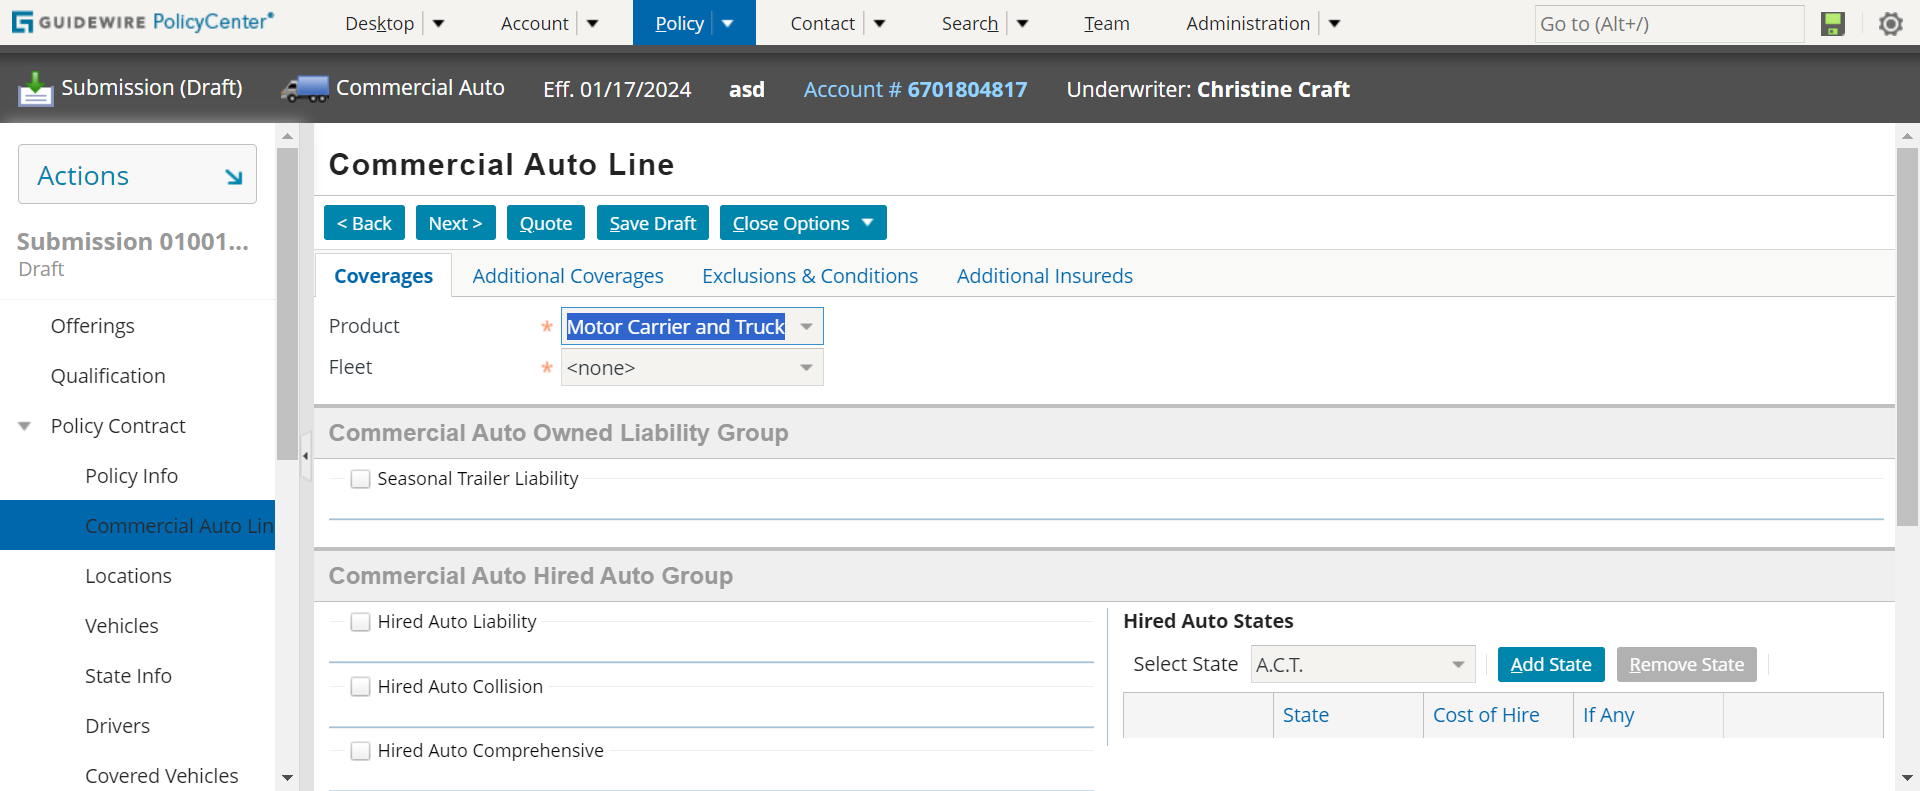 GUIDEWIRE PolicyCenter®
Desktop
Account
Policy
Contact
Search
Team
Administration
Go to (Alt+/)
Submission (Draft)
Commercial Auto
Eff. 01/17/2024
asd
Account # 6701804817
Underwriter: Christine Craft
Actions
Submission 01001...
Draft
Offerings
Qualification
Policy Contract
Policy Info
Commercial Auto Lin
Locations
Vehicles
State Info
Drivers
Covered Vehicles
Commercial Auto Line
< Back
Next >
Quote
Save Draft
Close Options
Coverages
Additional Coverages
Exclusions & Conditions
Additional Insureds
Product * Motor Carrier and Truck
Fleet * <none>
Commercial Auto Owned Liability Group
Seasonal Trailer Liability
Commercial Auto Hired Auto Group
Hired Auto Liability
Hired Auto Collision
Hired Auto Comprehensive
Hired Auto States
Select State A.C.T.
Add State
Remove State
State
Cost of Hire
If Any